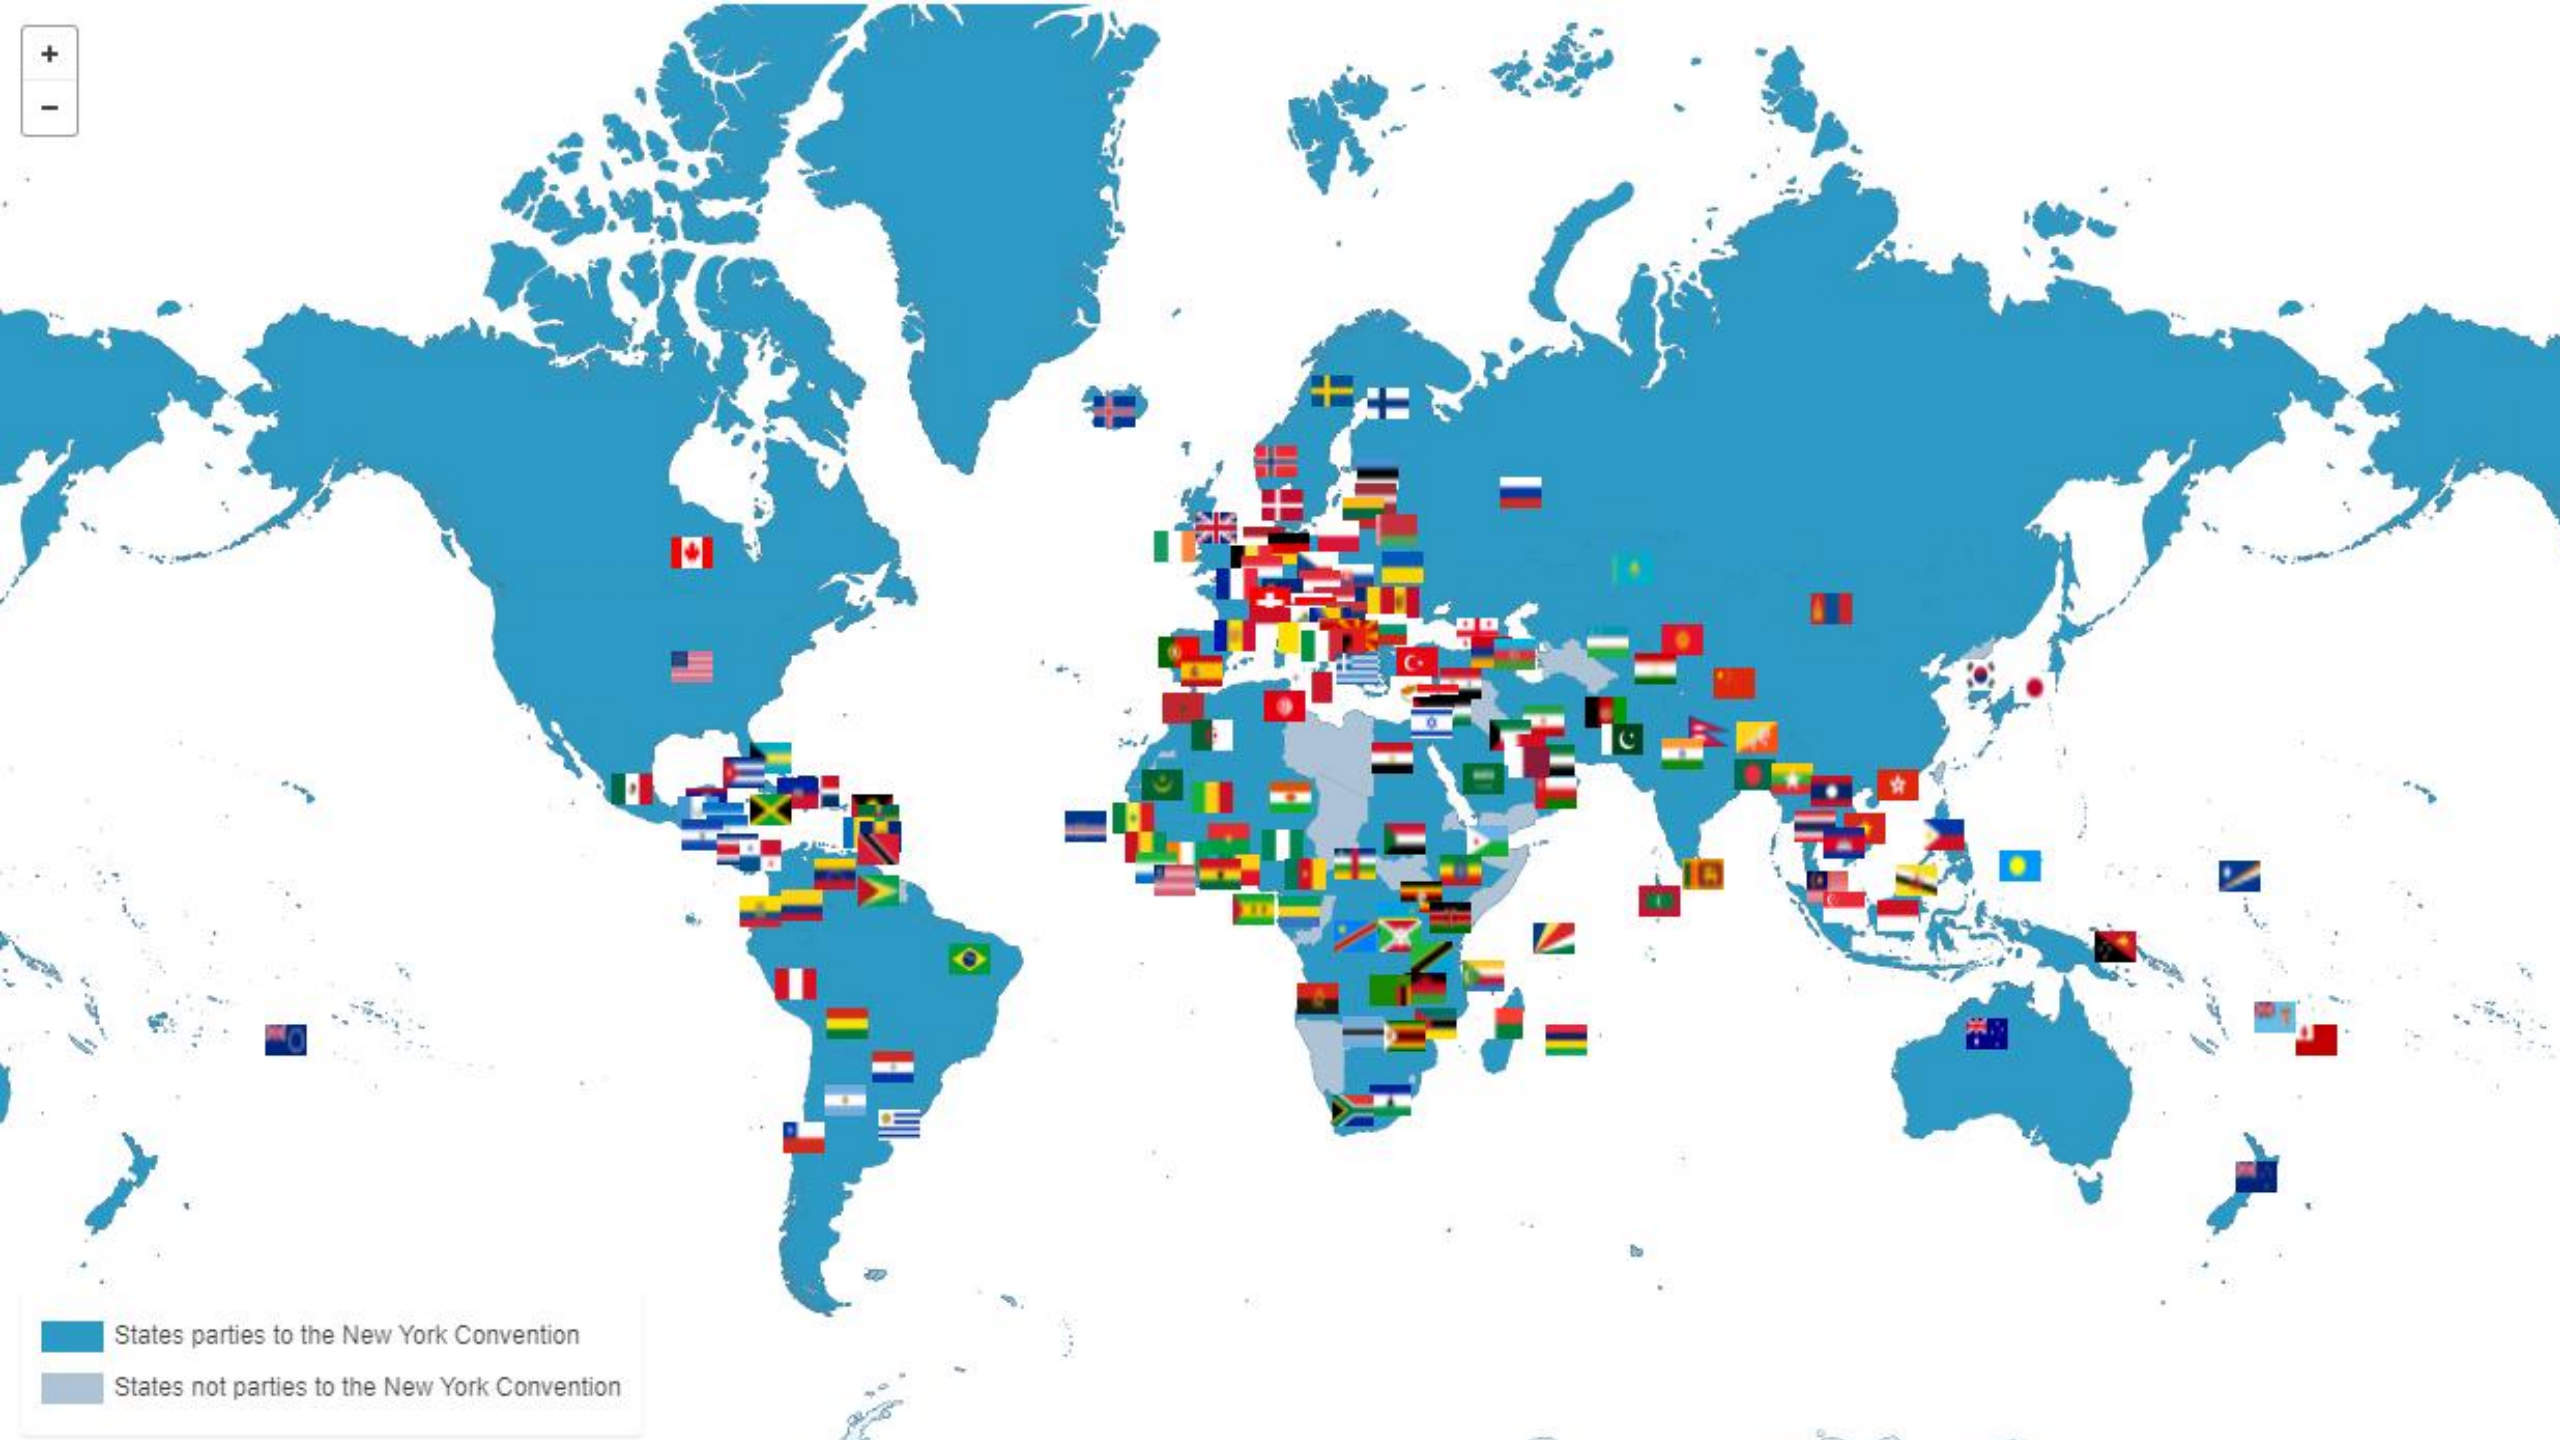 +
−
States parties to the New York Convention
States not parties to the New York Convention